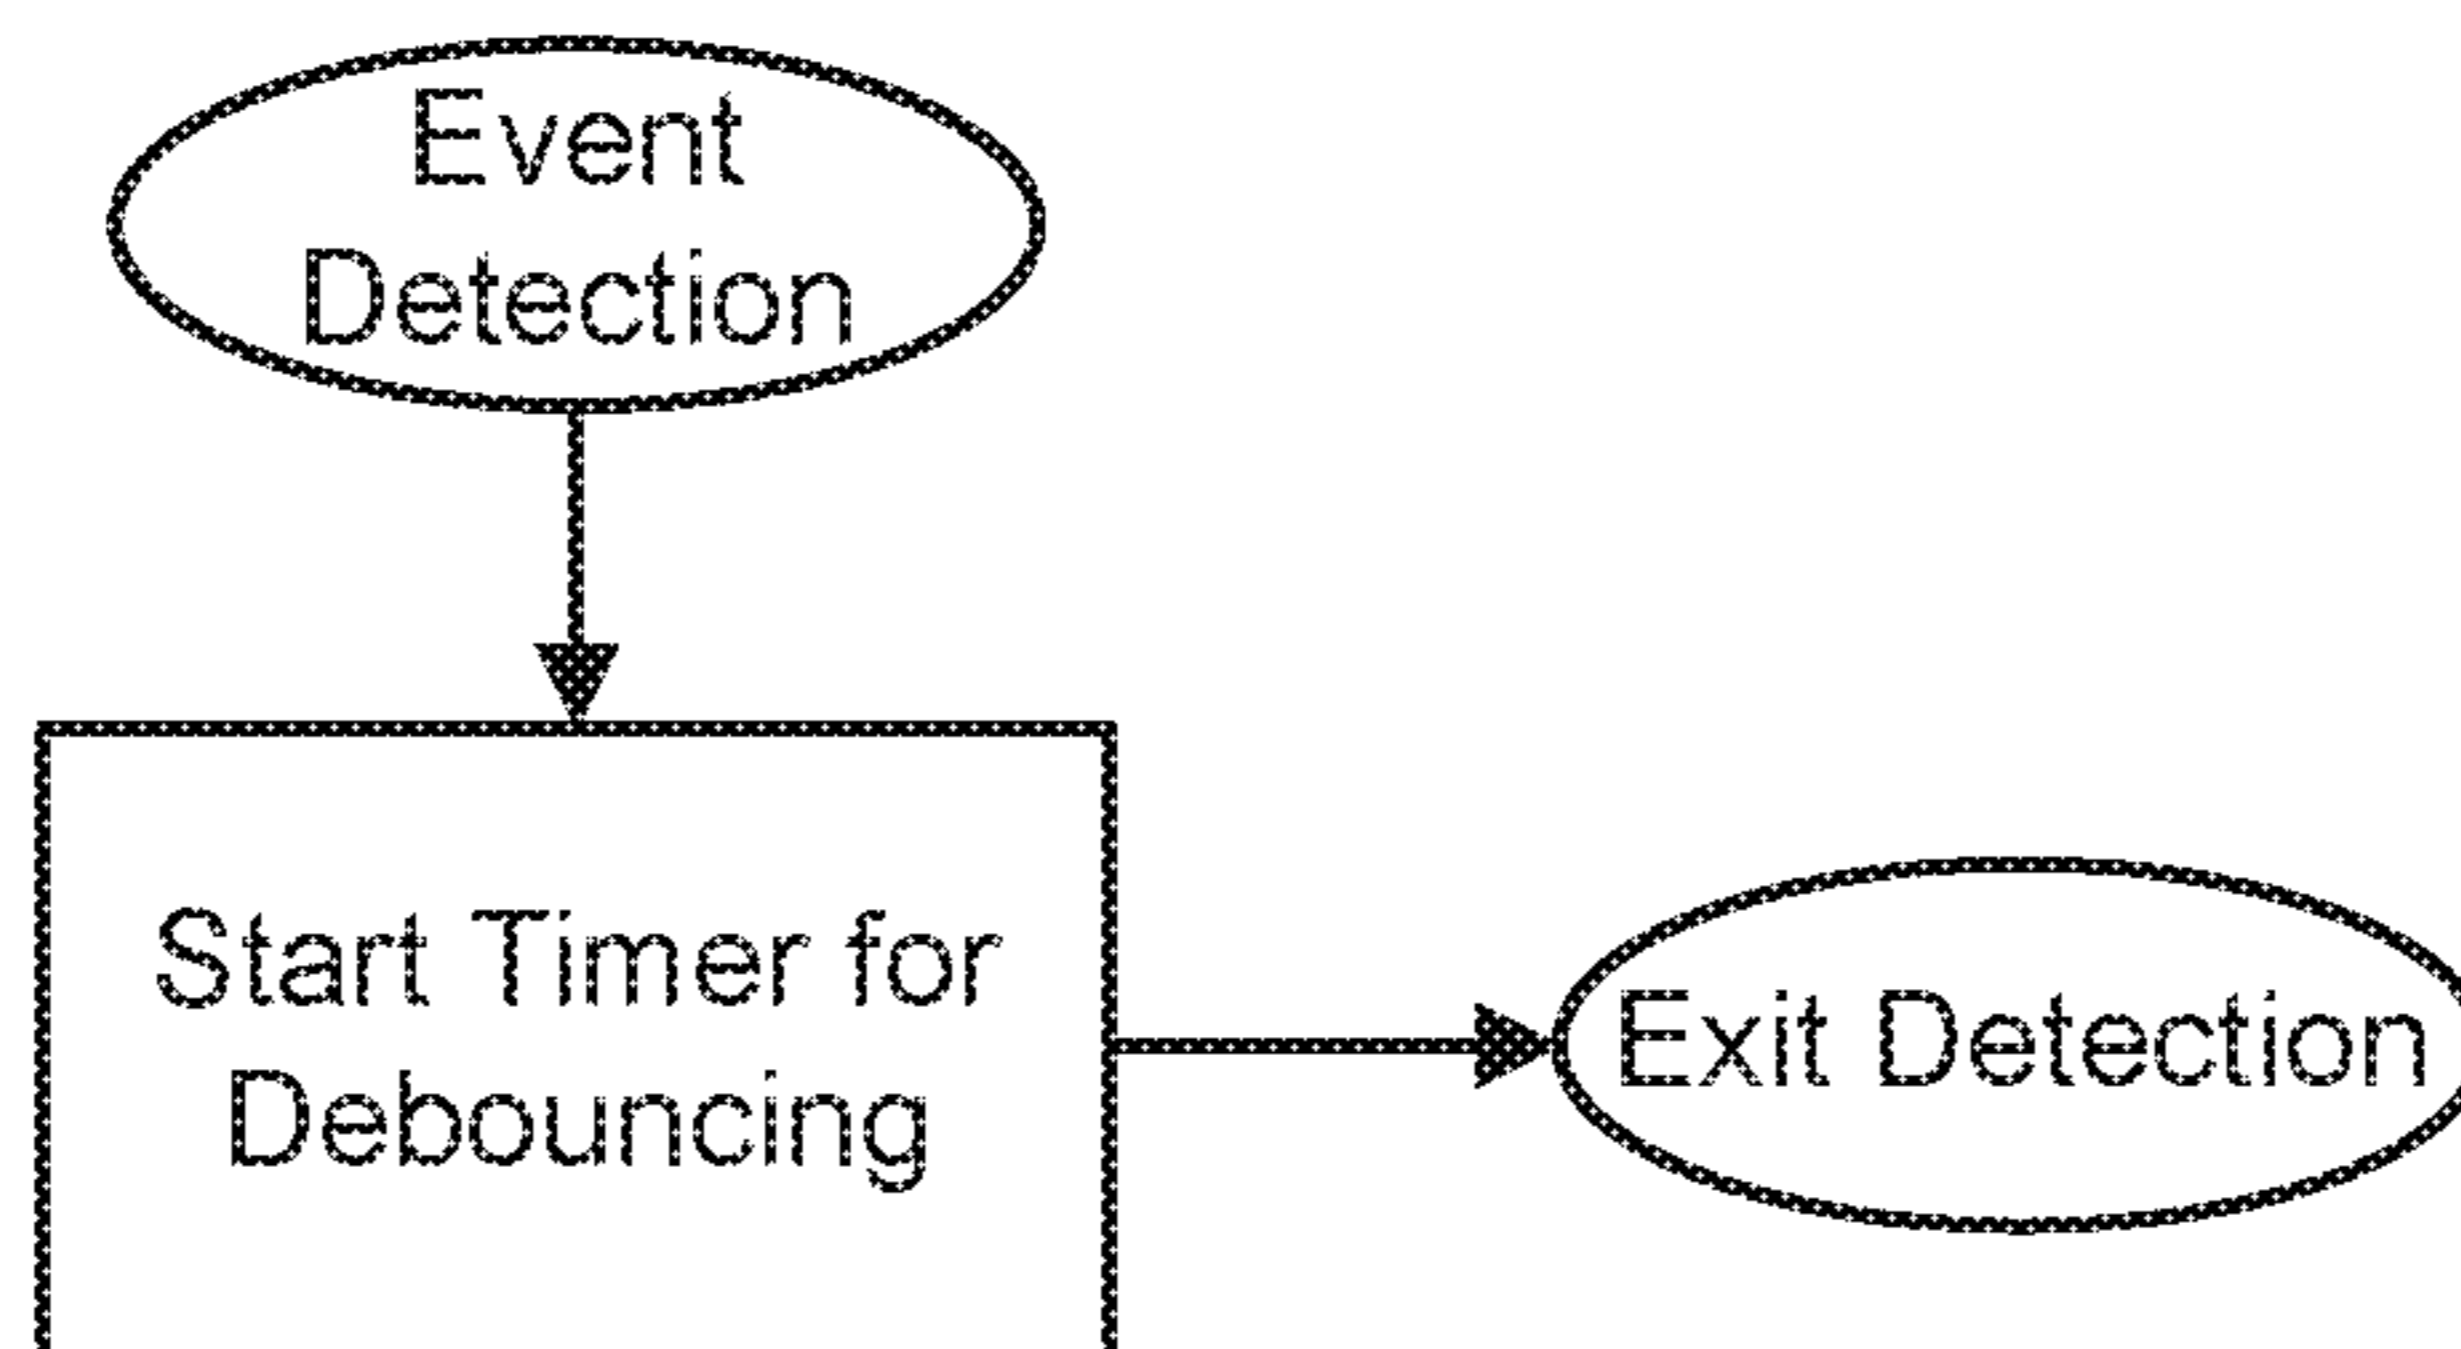 Event
Detection
Start Timer for
Debouncing
Exit Detection